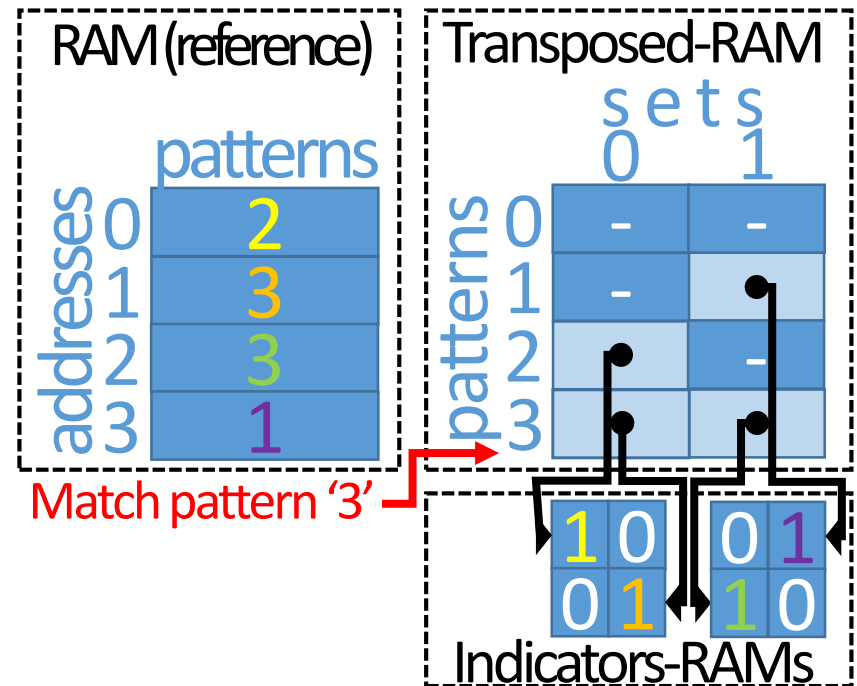 RAM (reference)
patterns
addresses
0 2
1 3
2 3
3 1
Match pattern ‘3’
Transposed-RAM
sets
0 1
patterns
0 - -
1 -
2 -
3
1 0 0 1
0 1 1 0
Indicators-RAMs